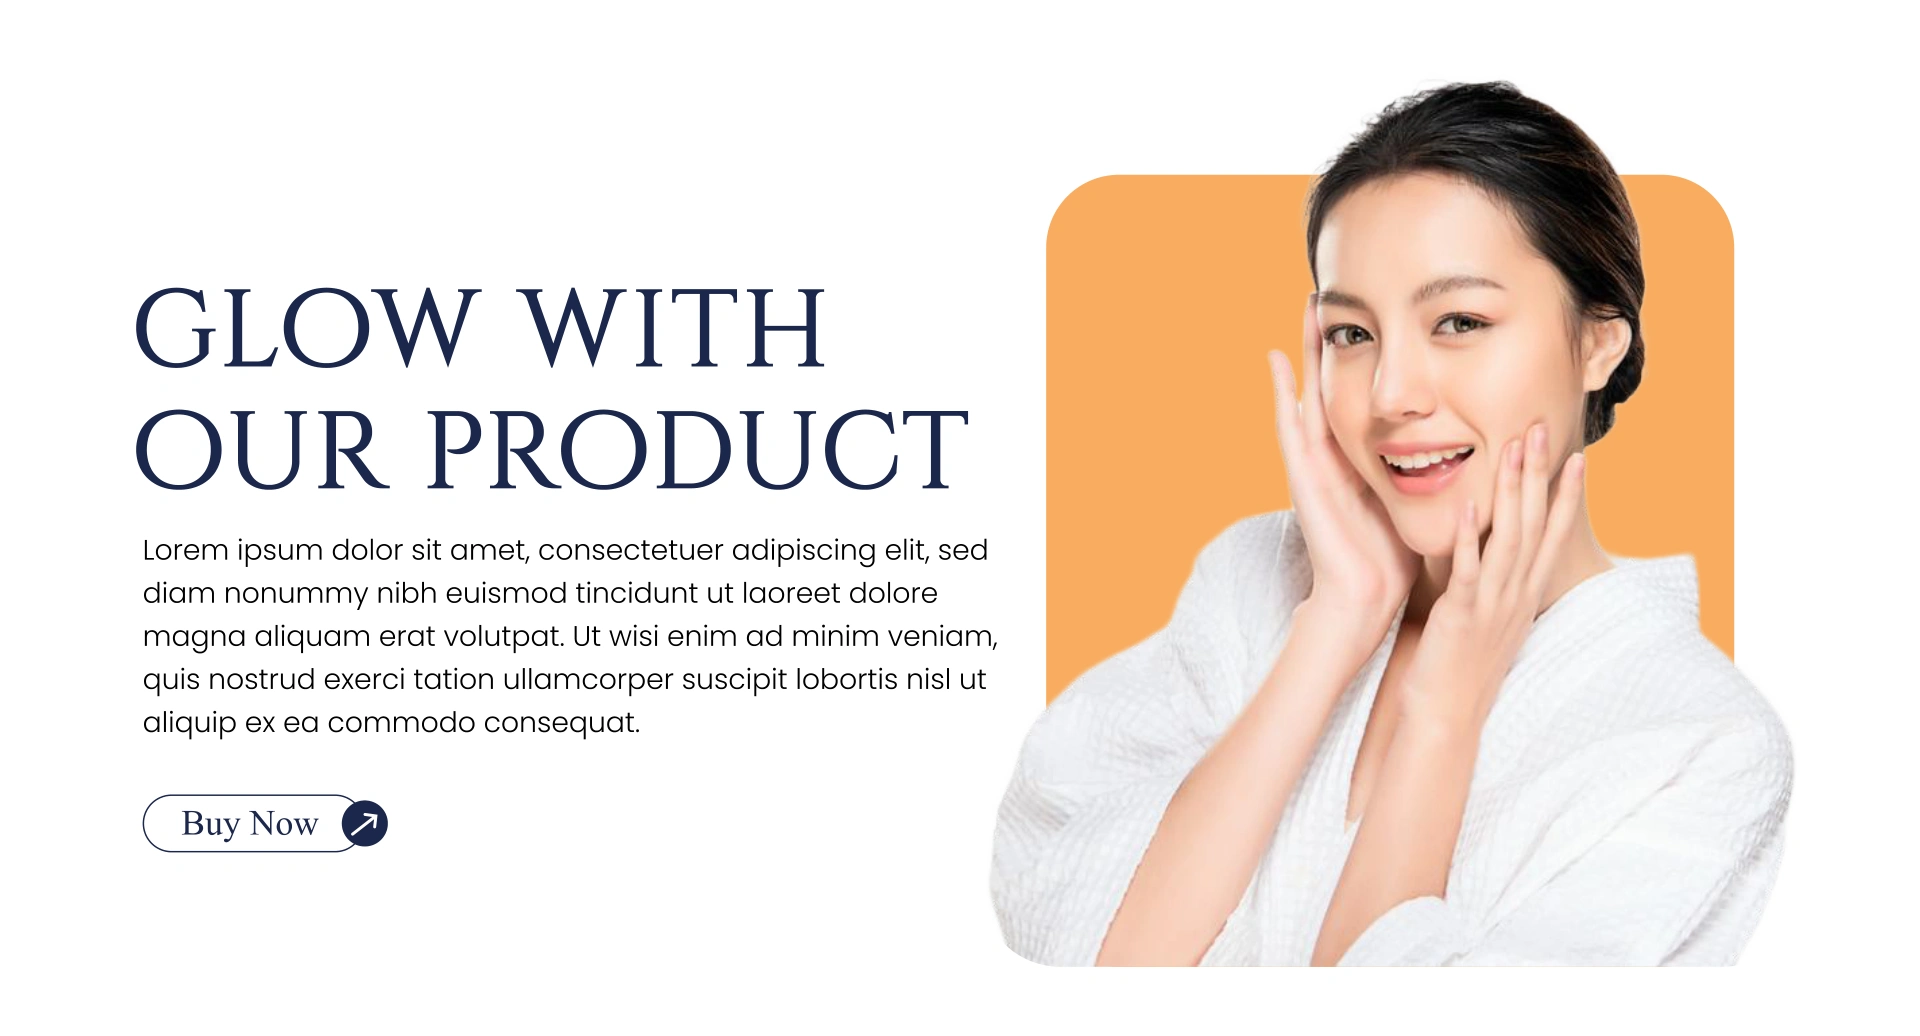 GLOW WITH
OUR PRODUCT
Lorem ipsum dolor sit amet, consectetuer adipiscing elit, sed
diam nonummy nibh euismod tincidunt ut laoreet dolore
magna aliquam erat volutpat. Ut wisi enim ad minim veniam,
quis nostrud exerci tation ullamcorper suscipit lobortis nisl ut
aliquip ex ea commodo consequat.
Buy Now